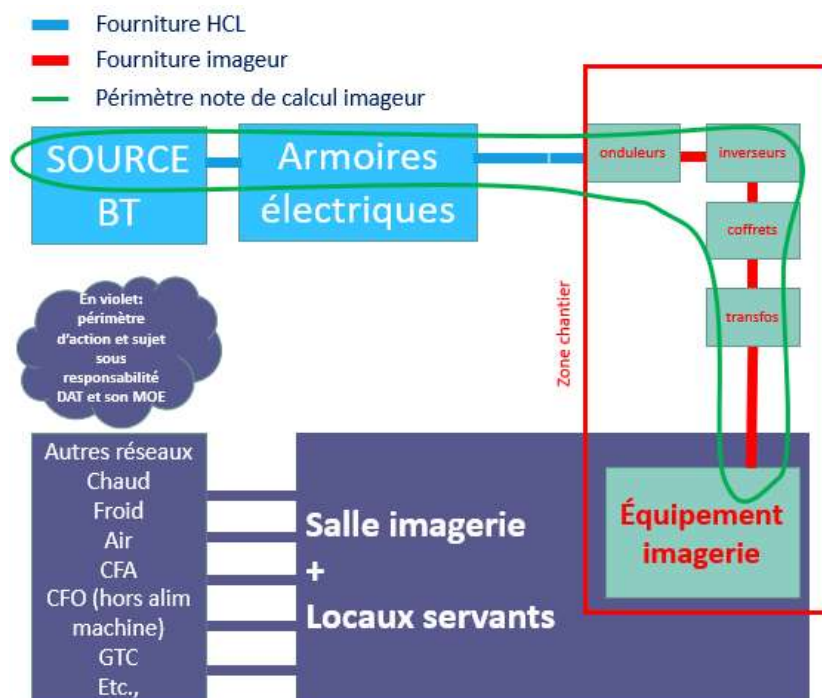 Fourniture HCL
Fourniture imageur
Périmètre note de calcul imageur
SOURCE
BT
Armoires
électriques
onduleurs
inverseurs
coffrets
transfos
Zone chantier
En violet:
périmètre
d'action et sujet
sous
responsabilité
DAT et son MOE
Autres réseaux
Chaud
Froid
Air
CFA
CFO (hors alim
machine)
GTC
Etc.,
Salle imagerie
+
Locaux servants
Équipement
imagerie